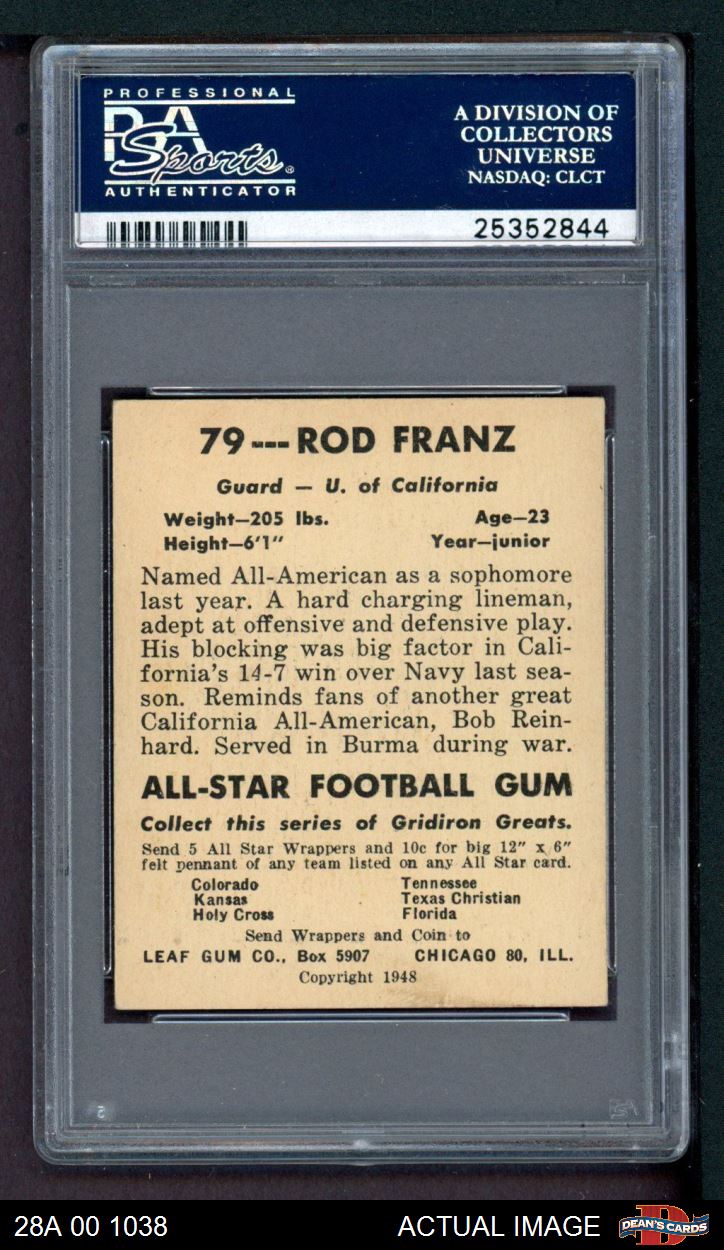 PROFESSIONAL
PSA
Sports®
AUTHENTICATOR
A DIVISION OF
COLLECTORS
UNIVERSE
NASDAQ: CLCT
25352844
79---ROD FRANZ
Guard — U. of California
Weight—205 lbs. Age—23
Height—6'1" Year—junior
Named All-American as a sophomore
last year. A hard charging lineman,
adept at offensive and defensive play.
His blocking was big factor in Cali-
fornia's 14-7 win over Navy last sea-
son. Reminds fans of another great
California All-American, Bob Rein-
hard. Served in Burma during war.
ALL-STAR FOOTBALL GUM
Collect this series of Gridiron Greats.
Send 5 All Star Wrappers and 10c for big 12" x 6"
felt pennant of any team listed on any All Star card.
Colorado Tennessee
Kansas Texas Christian
Holy Cross Florida
Send Wrappers and Coin to
LEAF GUM CO., Box 5907 CHICAGO 80, ILL.
Copyright 1948
28A 00 1038 ACTUAL IMAGE DEAN'S CARDS